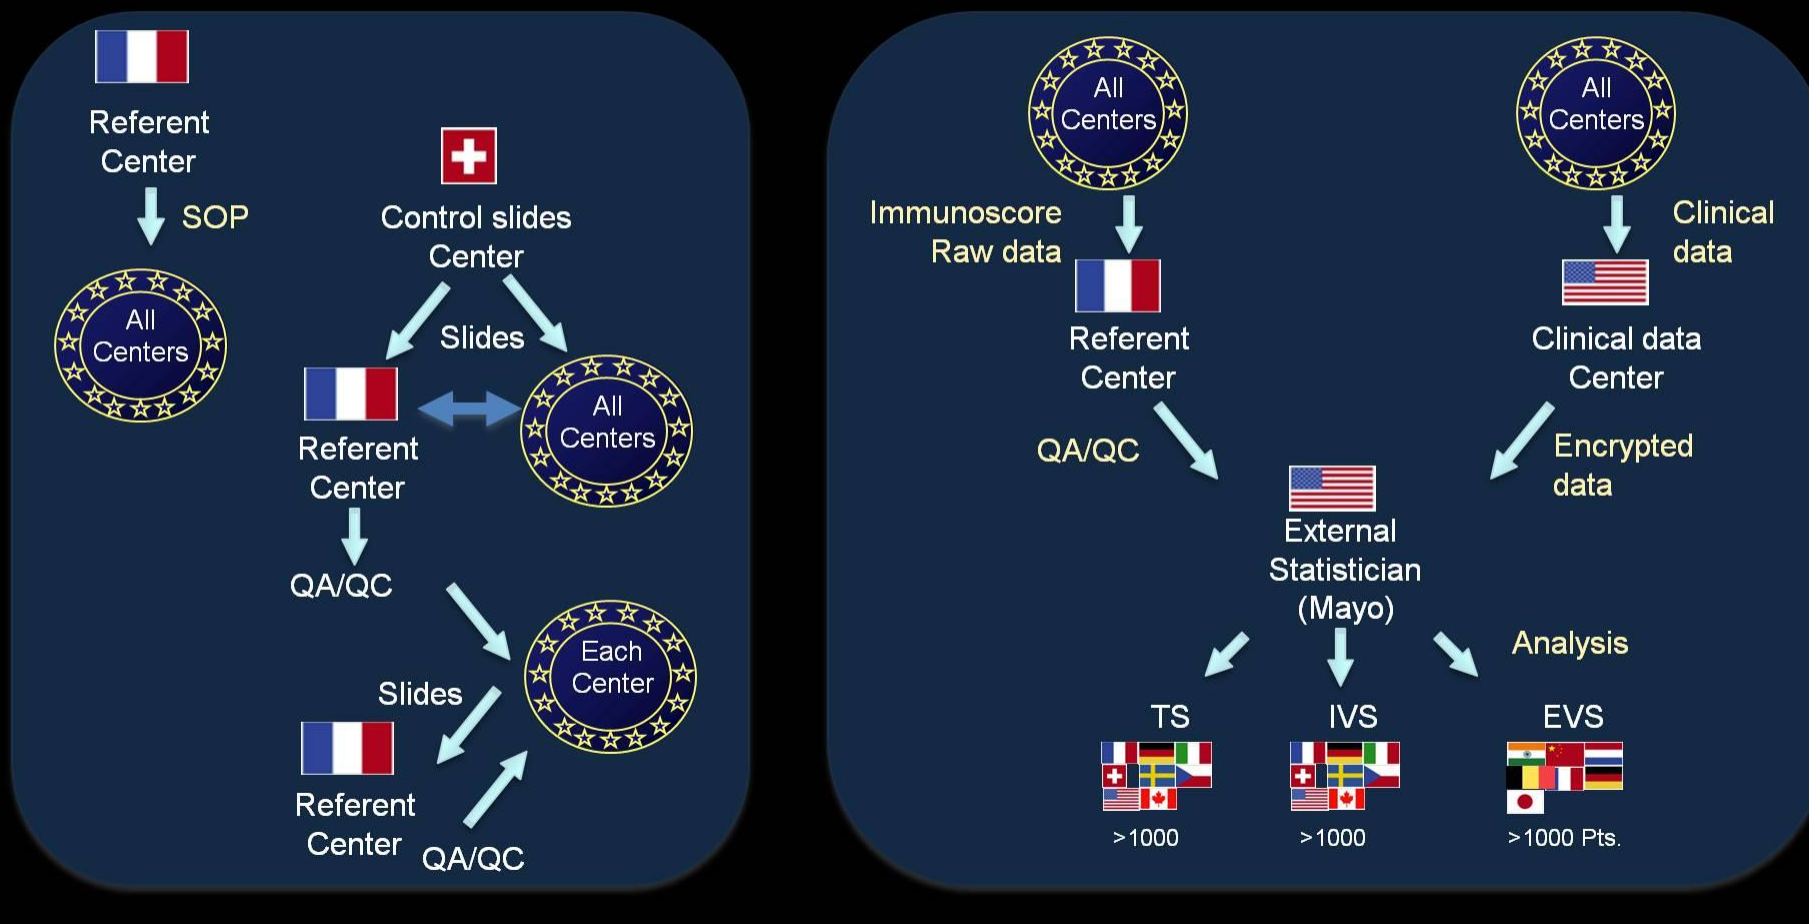 Referent
Center
SOP
All
Centers
Control slides
Center
Slides
Referent
Center
All
Centers
QA/QC
Each
Center
Slides
Referent
Center
QA/QC
All
Centers
Immunoscore
Raw data
Referent
Center
QA/QC
All
Centers
Clinical
data
Clinical data
Center
Encrypted
data
External
Statistician
(Mayo)
Analysis
TS
IVS
EVS
>1000
>1000
>1000 Pts.